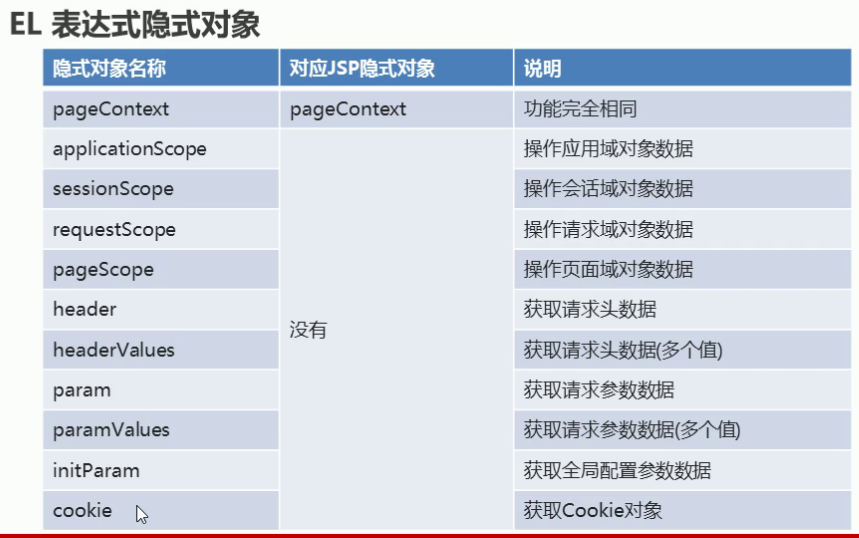 EL 表达式隐式对象
隐式对象名称 对应JSP隐式对象 说明
pageContext pageContext 功能完全相同
applicationScope 操作应用域对象数据
sessionScope 操作会话域对象数据
requestScope 操作请求域对象数据
pageScope 操作页面域对象数据
header 获取请求头数据
没有
headerValues 获取请求头数据(多个值)
param 获取请求参数数据
paramValues 获取请求参数数据(多个值)
initParam 获取全局配置参数数据
cookie 获取Cookie对象